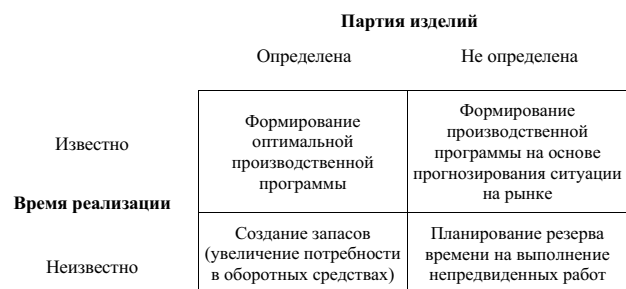 Партия изделий
Определена Не определена
Известно
Формирование
оптимальной
производственной
программы
Формирование
производственной
программы на основе
прогнозирования ситуации
на рынке
Время реализации
Неизвестно
Создание запасов
(увеличение потребности
в оборотных средствах)
Планирование резерва
времени на выполнение
непредвиденных работ